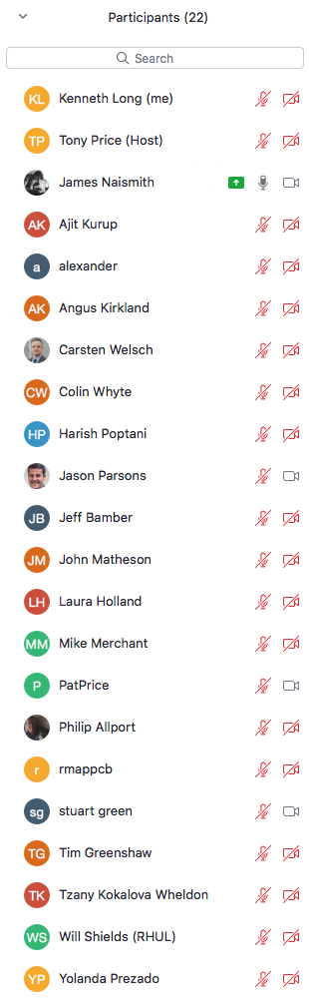 Participants (22)
Search
KL Kenneth Long (me)
TP Tony Price (Host)
James Naismith
AK Ajit Kurup
a alexander
AK Angus Kirkland
Carsten Welsch
CW Colin Whyte
HP Harish Poptani
Jason Parsons
JB Jeff Bamber
JM John Matheson
LH Laura Holland
MM Mike Merchant
P PatPrice
Philip Allport
r rmappcb
sg stuart green
TG Tim Greenshaw
TK Tzany Kokalova Wheldon
WS Will Shields (RHUL)
YP Yolanda Prezado